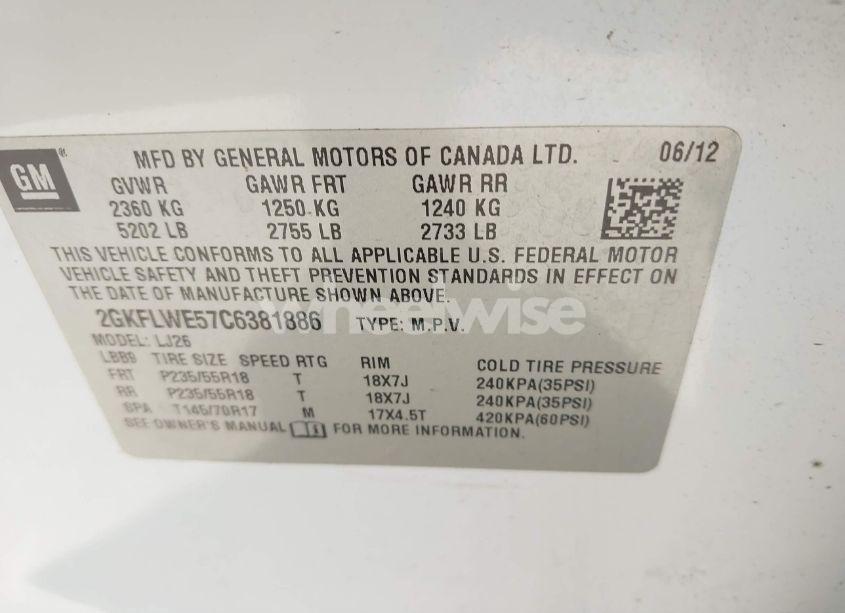 GM
MFD BY GENERAL MOTORS OF CANADA LTD. 06/12
GVWR GAWR FRT GAWR RR
2360 KG 1250 KG 1240 KG
5202 LB 2755 LB 2733 LB
THIS VEHICLE CONFORMS TO ALL APPLICABLE U.S. FEDERAL MOTOR
VEHICLE SAFETY AND THEFT PREVENTION STANDARDS IN EFFECT ON
THE DATE OF MANUFACTURE SHOWN ABOVE.
wheelwise
2GKFLWE57C6381886 TYPE: M.P.V.
MODEL: LJ26
LBB9 TIRE SIZE SPEED RTG RIM COLD TIRE PRESSURE
FRT P235/55R18 T 18X7J 240KPA(35PSI)
RR P235/55R18 T 18X7J 240KPA(35PSI)
SPA T145/70R17 M 17X4.5T 420KPA(60PSI)
SEE OWNER'S MANUAL FOR MORE INFORMATION.